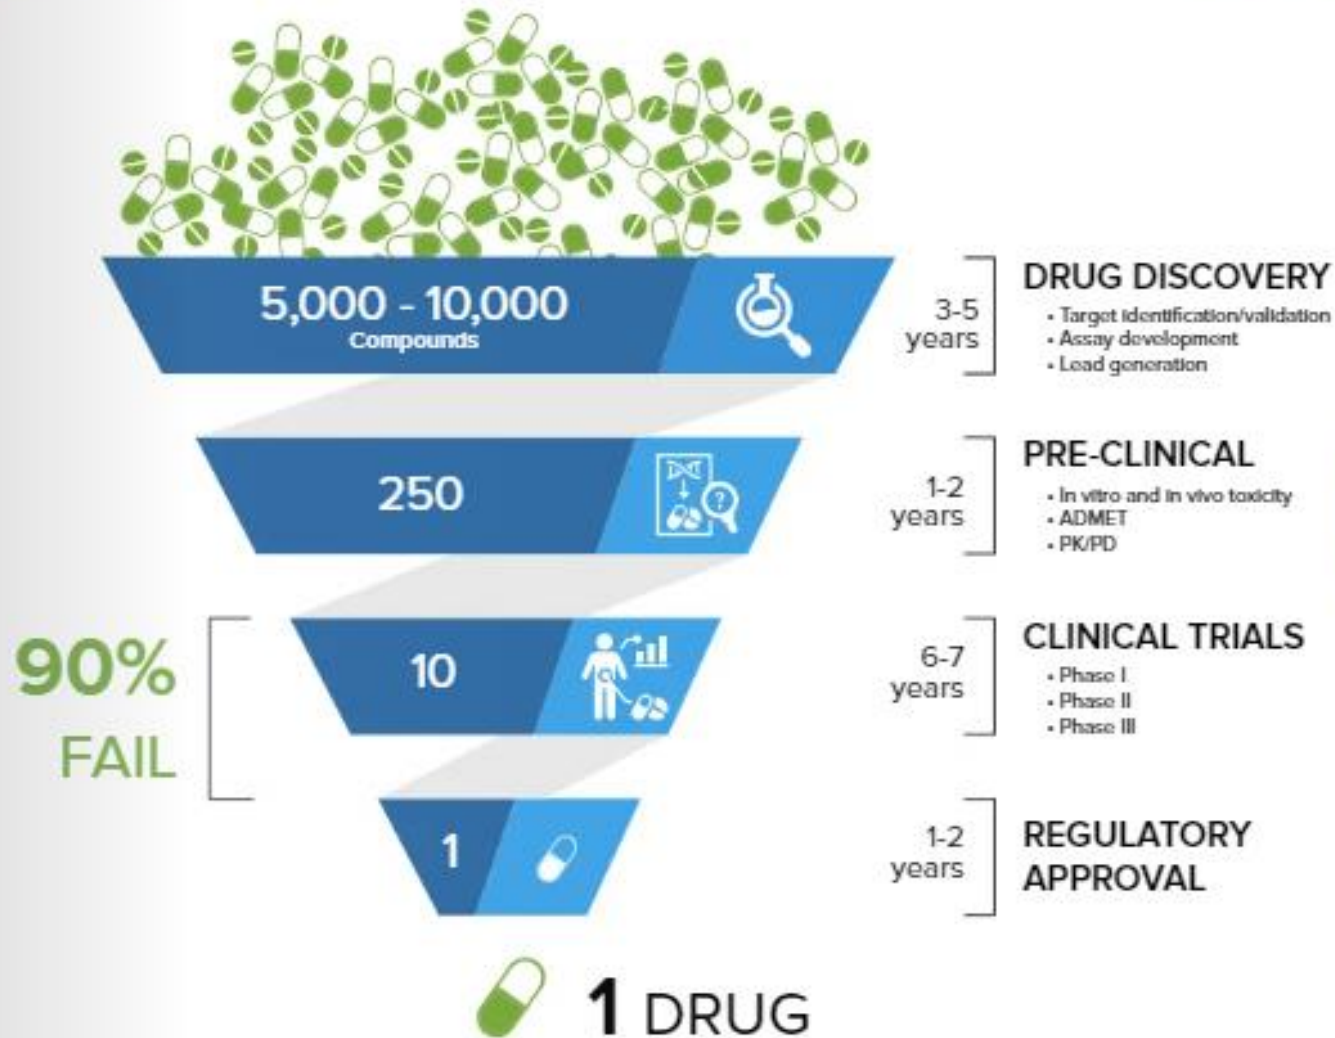 5,000 - 10,000
Compounds
3-5
years
DRUG DISCOVERY
• Target identification/validation
• Assay development
• Lead generation
250
1-2
years
PRE-CLINICAL
• In vitro and in vivo toxicity
• ADMET
• PK/PD
90%
FAIL
10
6-7
years
CLINICAL TRIALS
• Phase I
• Phase II
• Phase III
1
1-2
years
REGULATORY
APPROVAL
1 DRUG